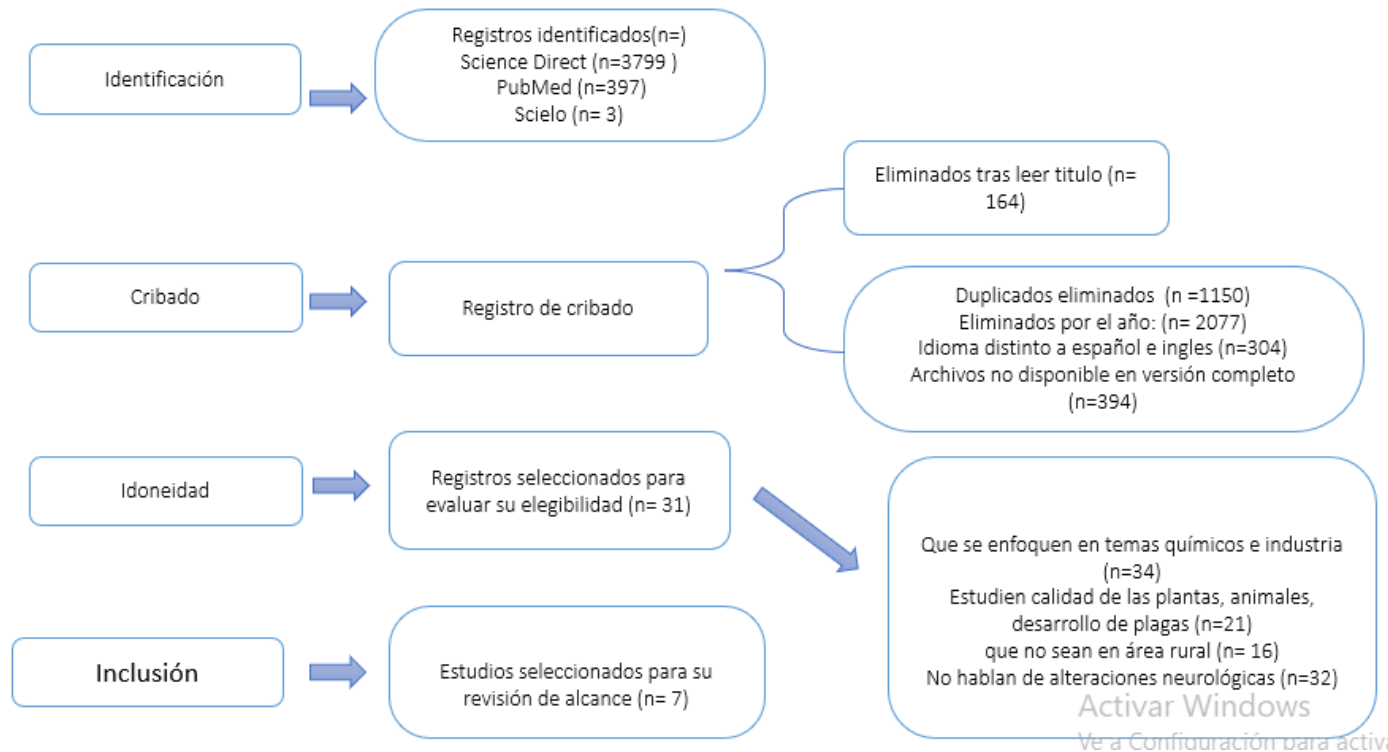 Identificación
Registros identificados(n=)
Science Direct (n=3799 )
PubMed (n=397)
Scielo (n= 3)
Cribado
Registro de cribado
Eliminados tras leer titulo (n=
164)
Duplicados eliminados  (n =1150)
Eliminados por el año: (n= 2077)
Idioma distinto a español e ingles (n=304)
Archivos no disponible en versión completo
(n=394)
Idoneidad
Registros seleccionados para
evaluar su elegibilidad (n= 31)
Que se enfoquen en temas químicos e industria
(n=34)
Estudien calidad de las plantas, animales,
desarrollo de plagas (n=21)
que no sean en área rural (n= 16)
No hablan de alteraciones neurológicas (n=32)
Inclusión
Estudios seleccionados para su
revisión de alcance (n= 7)
Activar Windows
Ve a Configuración para activa